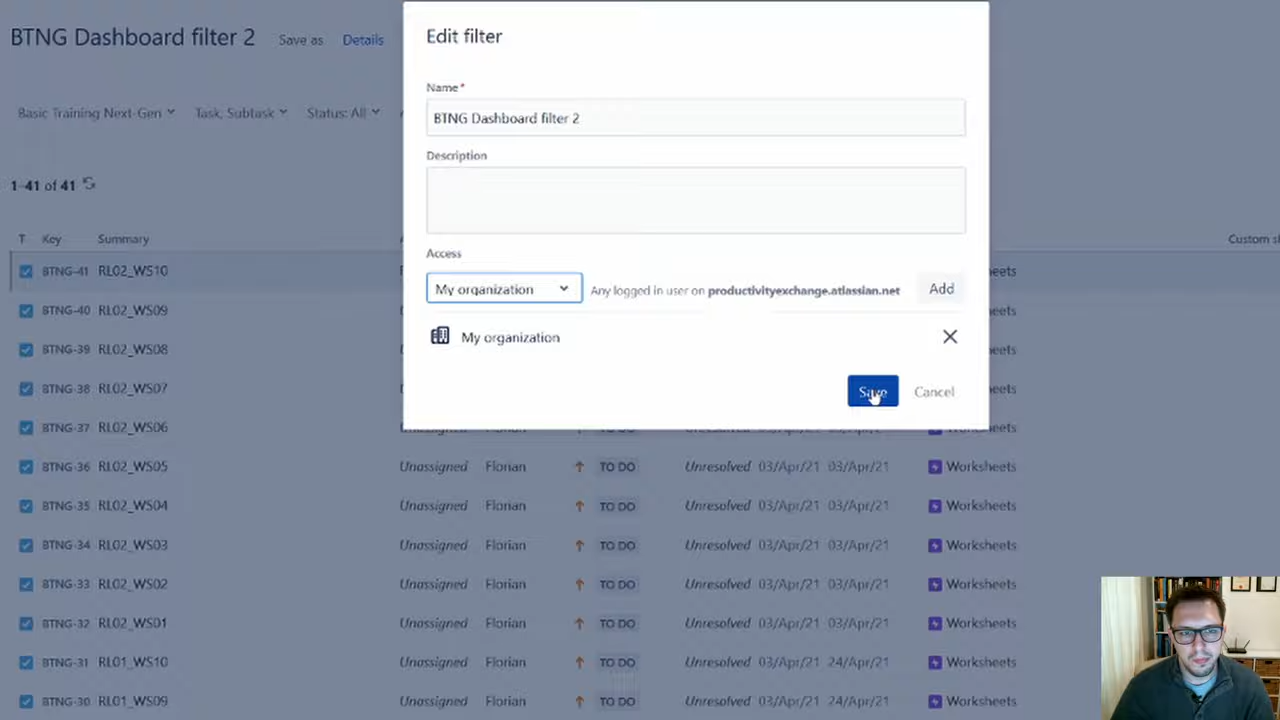 BTNG Dashboard filter 2 Save as Details
Edit filter
Name*
BTNG Dashboard filter 2
Basic Training Next-Gen Task, Subtask Status: All
Description
1-41 of 41
Access
T Key Summary Custom
My organization Any logged in user on productivityexchange.atlassian.net Add
BTNG-41 RL02_WS10
BTNG-40 RL02_WS09
My organization
BTNG-39 RL02_WS08
BTNG-38 RL02_WS07
Save Cancel
BTNG-37 RL02_WS06
BTNG-36 RL02_WS05 Unassigned Florian TO DO Unresolved 03/Apr/21 03/Apr/21 Worksheets
BTNG-35 RL02_WS04 Unassigned Florian TO DO Unresolved 03/Apr/21 03/Apr/21 Worksheets
BTNG-34 RL02_WS03 Unassigned Florian TO DO Unresolved 03/Apr/21 03/Apr/21 Worksheets
BTNG-33 RL02_WS02 Unassigned Florian TO DO Unresolved 03/Apr/21 03/Apr/21 Worksheets
BTNG-32 RL02_WS01 Unassigned Florian TO DO Unresolved 03/Apr/21 03/Apr/21 Worksheets
BTNG-31 RL01_WS10 Unassigned Florian TO DO Unresolved 03/Apr/21 24/Apr/21 Worksheets
BTNG-30 RL01_WS09 Unassigned Florian TO DO Unresolved 03/Apr/21 24/Apr/21 Worksheets